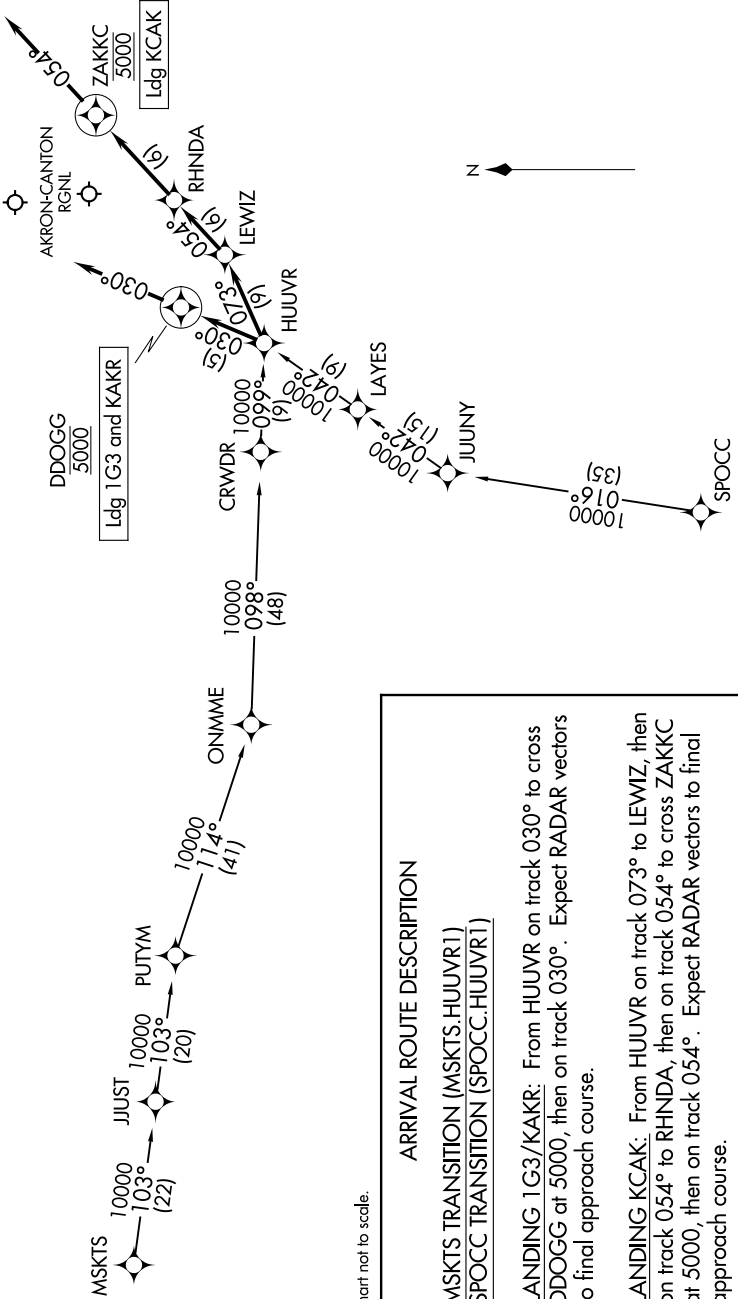 054°
ZAKKC
5000
Ldg KCAK
AKRON-CANTON
RGNL
(6)
RHNDA
054°
(6)
LEWIZ
030°
073°
(9)
HUUVR
030°
(5)
DDOGG
5000
Ldg 1G3 and KAKR
N
10000
099°
(9)
CRWDR
10000
042°
(9)
LAYES
10000
042°
(15)
JUUNY
10000
016°
(35)
SPOCC
10000
098°
(48)
ONMME
10000
114°
(41)
PUTYM
10000
103°
(20)
JJUST
10000
103°
(22)
MSKTS
hart not to scale.
ARRIVAL ROUTE DESCRIPTION
MSKTS TRANSITION (MSKTS.HUUVR1)
SPOCC TRANSITION (SPOCC.HUUVR1)
ANDING 1G3/KAKR: From HUUVR on track 030° to cross
DDOGG at 5000, then on track 030°. Expect RADAR vectors
o final approach course.
ANDING KCAK: From HUUVR on track 073° to LEWIZ, then
on track 054° to RHNDA, then on track 054° to cross ZAKKC
at 5000, then on track 054°. Expect RADAR vectors to final
approach course.